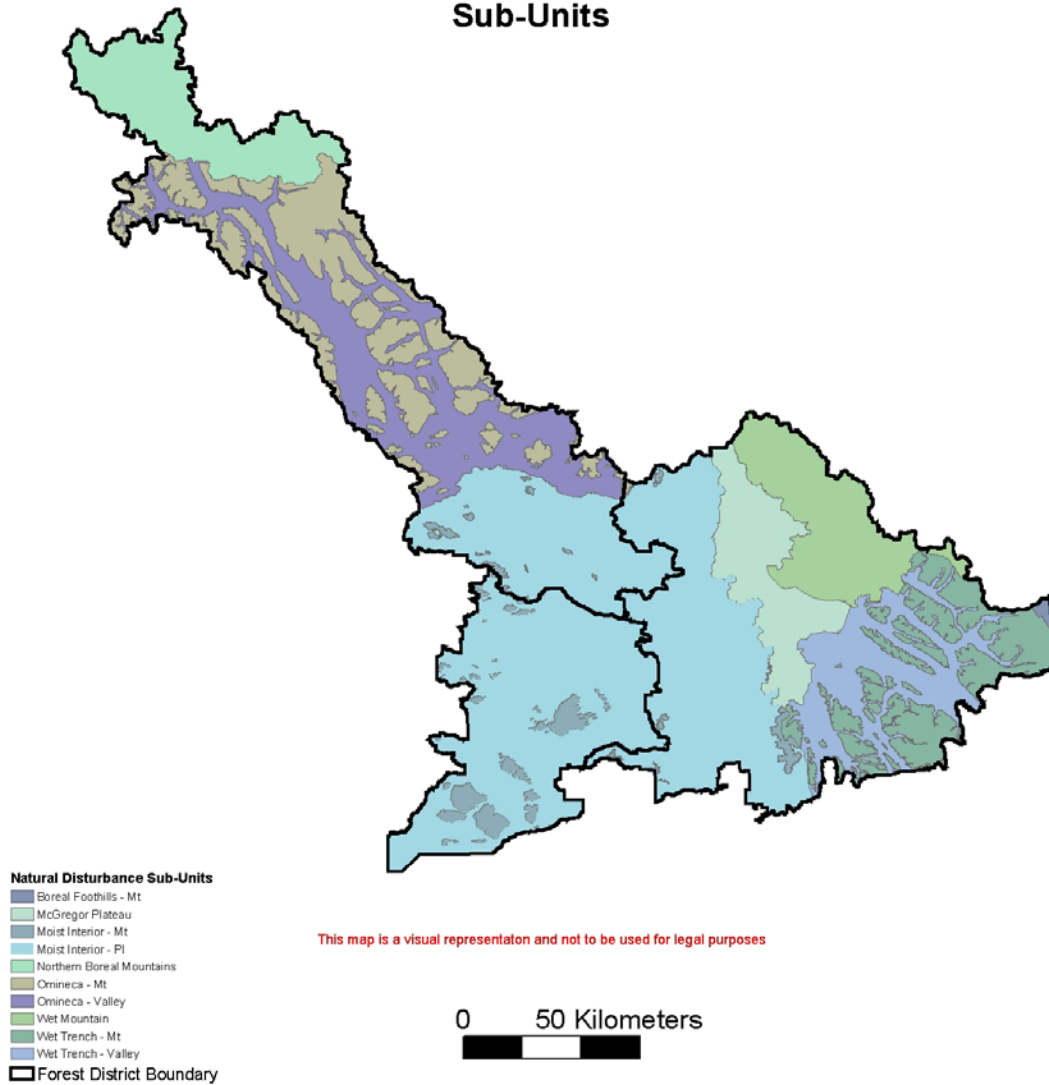 Sub-Units
Natural Disturbance Sub-Units
Boreal Foothills - Mt
McGregor Plateau
Moist Interior - Mt
Moist Interior - Pl
Northern Boreal Mountains
Omineca - Mt
Omineca - Valley
Wet Mountain
Wet Trench - Mt
Wet Trench - Valley
Forest District Boundary
This map is a visual representaton and not to be used for legal purposes
0 50 Kilometers